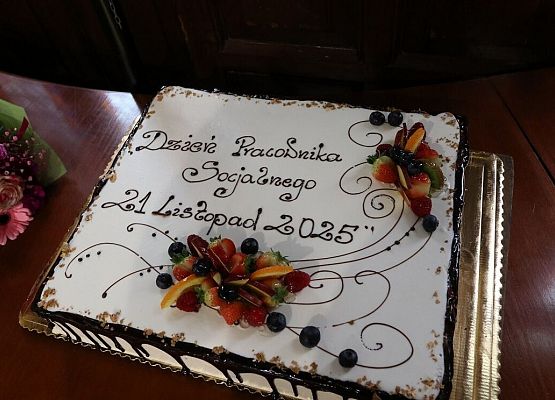 Dzień Pracownika
Socjalnego
21 Listopad 2025"